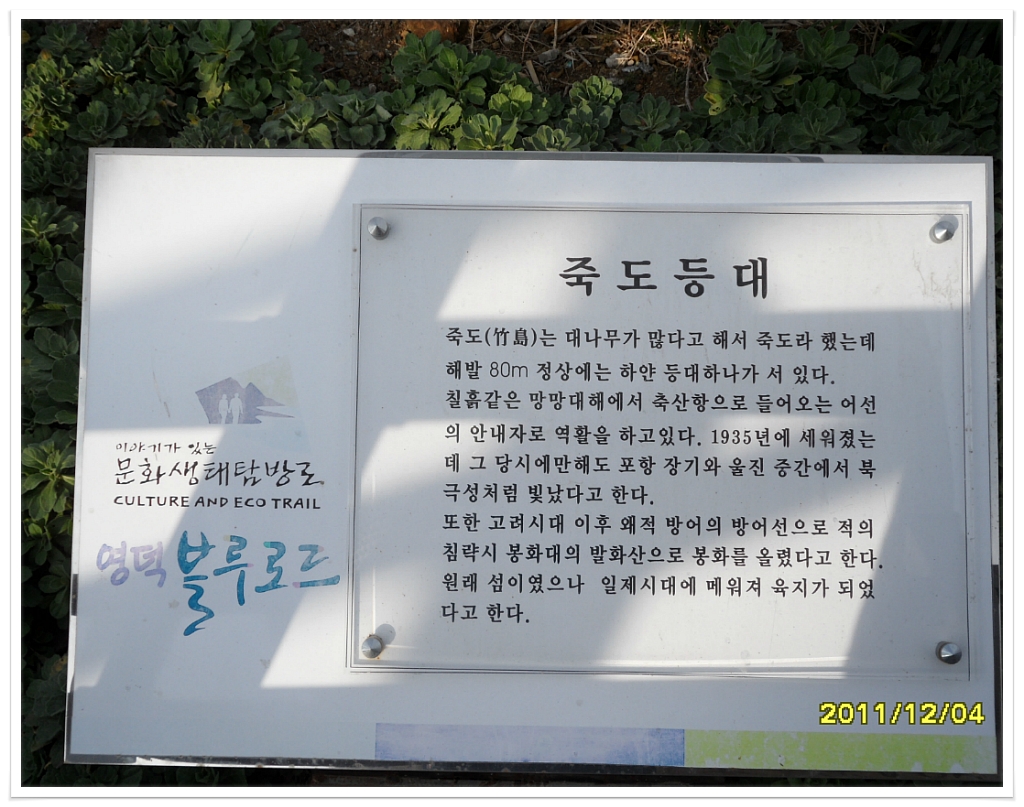 죽도등대
죽도(竹島)는 대나무가 많다고 해서 죽도라 했는데
해발 80m 정상에는 하얀 등대하나가 서 있다.
칠흙같은 망망대해에서 축산항으로 들어오는 어선
의 안내자로 역활을 하고있다. 1935년에 세워졌는
데 그 당시에만해도 포항 장기와 울진 중간에서 북
극성처럼 빛났다고 한다.
또한 고려시대 이후 왜적 방어의 방어선으로 적의
침략시 봉화대의 발화산으로 봉화를 올렸다고 한다.
원래 섬이였으나 일제시대에 메워져 육지가 되었
다고 한다.
이야기가 있는
문화생태탐방로
CULTURE AND ECO TRAIL
영덕 블루로드
2011/12/04